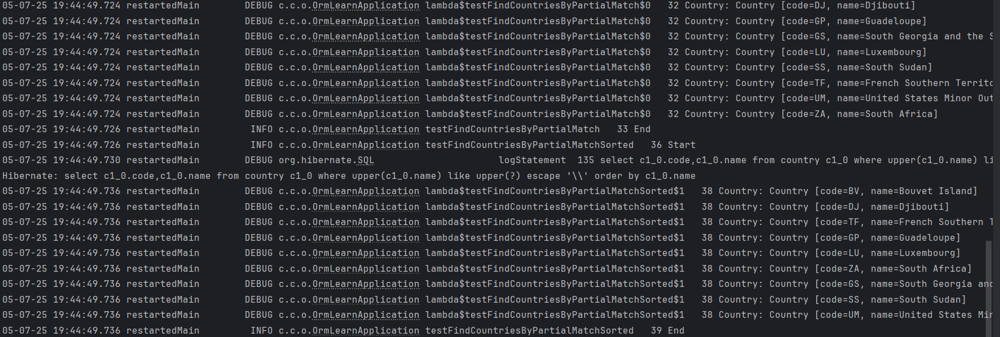 05-07-25 19:44:49.724 restartedMain DEBUG c.c.o.OrmLearnApplication lambda$testFindCountriesByPartialMatch$0 32 Country: Country [code=DJ, name=Djibouti]
05-07-25 19:44:49.724 restartedMain DEBUG c.c.o.OrmLearnApplication lambda$testFindCountriesByPartialMatch$0 32 Country: Country [code=GP, name=Guadeloupe]
05-07-25 19:44:49.724 restartedMain DEBUG c.c.o.OrmLearnApplication lambda$testFindCountriesByPartialMatch$0 32 Country: Country [code=GS, name=South Georgia and the S
05-07-25 19:44:49.724 restartedMain DEBUG c.c.o.OrmLearnApplication lambda$testFindCountriesByPartialMatch$0 32 Country: Country [code=LU, name=Luxembourg]
05-07-25 19:44:49.724 restartedMain DEBUG c.c.o.OrmLearnApplication lambda$testFindCountriesByPartialMatch$0 32 Country: Country [code=SS, name=South Sudan]
05-07-25 19:44:49.724 restartedMain DEBUG c.c.o.OrmLearnApplication lambda$testFindCountriesByPartialMatch$0 32 Country: Country [code=TF, name=French Southern Territo
05-07-25 19:44:49.724 restartedMain DEBUG c.c.o.OrmLearnApplication lambda$testFindCountriesByPartialMatch$0 32 Country: Country [code=UM, name=United States Minor Out
05-07-25 19:44:49.724 restartedMain DEBUG c.c.o.OrmLearnApplication lambda$testFindCountriesByPartialMatch$0 32 Country: Country [code=ZA, name=South Africa]
05-07-25 19:44:49.726 restartedMain INFO c.c.o.OrmLearnApplication testFindCountriesByPartialMatch 33 End
05-07-25 19:44:49.726 restartedMain INFO c.c.o.OrmLearnApplication testFindCountriesByPartialMatchSorted 36 Start
05-07-25 19:44:49.730 restartedMain DEBUG org.hibernate.SQL logStatement 135 select c1_0.code,c1_0.name from country c1_0 where upper(c1_0.name) li
Hibernate: select c1_0.code,c1_0.name from country c1_0 where upper(c1_0.name) like upper(?) escape '\\' order by c1_0.name
05-07-25 19:44:49.736 restartedMain DEBUG c.c.o.OrmLearnApplication lambda$testFindCountriesByPartialMatchSorted$1 38 Country: Country [code=BV, name=Bouvet Island]
05-07-25 19:44:49.736 restartedMain DEBUG c.c.o.OrmLearnApplication lambda$testFindCountriesByPartialMatchSorted$1 38 Country: Country [code=DJ, name=Djibouti]
05-07-25 19:44:49.736 restartedMain DEBUG c.c.o.OrmLearnApplication lambda$testFindCountriesByPartialMatchSorted$1 38 Country: Country [code=TF, name=French Southern T
05-07-25 19:44:49.736 restartedMain DEBUG c.c.o.OrmLearnApplication lambda$testFindCountriesByPartialMatchSorted$1 38 Country: Country [code=GP, name=Guadeloupe]
05-07-25 19:44:49.736 restartedMain DEBUG c.c.o.OrmLearnApplication lambda$testFindCountriesByPartialMatchSorted$1 38 Country: Country [code=LU, name=Luxembourg]
05-07-25 19:44:49.736 restartedMain DEBUG c.c.o.OrmLearnApplication lambda$testFindCountriesByPartialMatchSorted$1 38 Country: Country [code=ZA, name=South Africa]
05-07-25 19:44:49.736 restartedMain DEBUG c.c.o.OrmLearnApplication lambda$testFindCountriesByPartialMatchSorted$1 38 Country: Country [code=GS, name=South Georgia and
05-07-25 19:44:49.736 restartedMain DEBUG c.c.o.OrmLearnApplication lambda$testFindCountriesByPartialMatchSorted$1 38 Country: Country [code=SS, name=South Sudan]
05-07-25 19:44:49.736 restartedMain DEBUG c.c.o.OrmLearnApplication lambda$testFindCountriesByPartialMatchSorted$1 38 Country: Country [code=UM, name=United States Min
05-07-25 19:44:49.736 restartedMain INFO c.c.o.OrmLearnApplication testFindCountriesByPartialMatchSorted 39 End